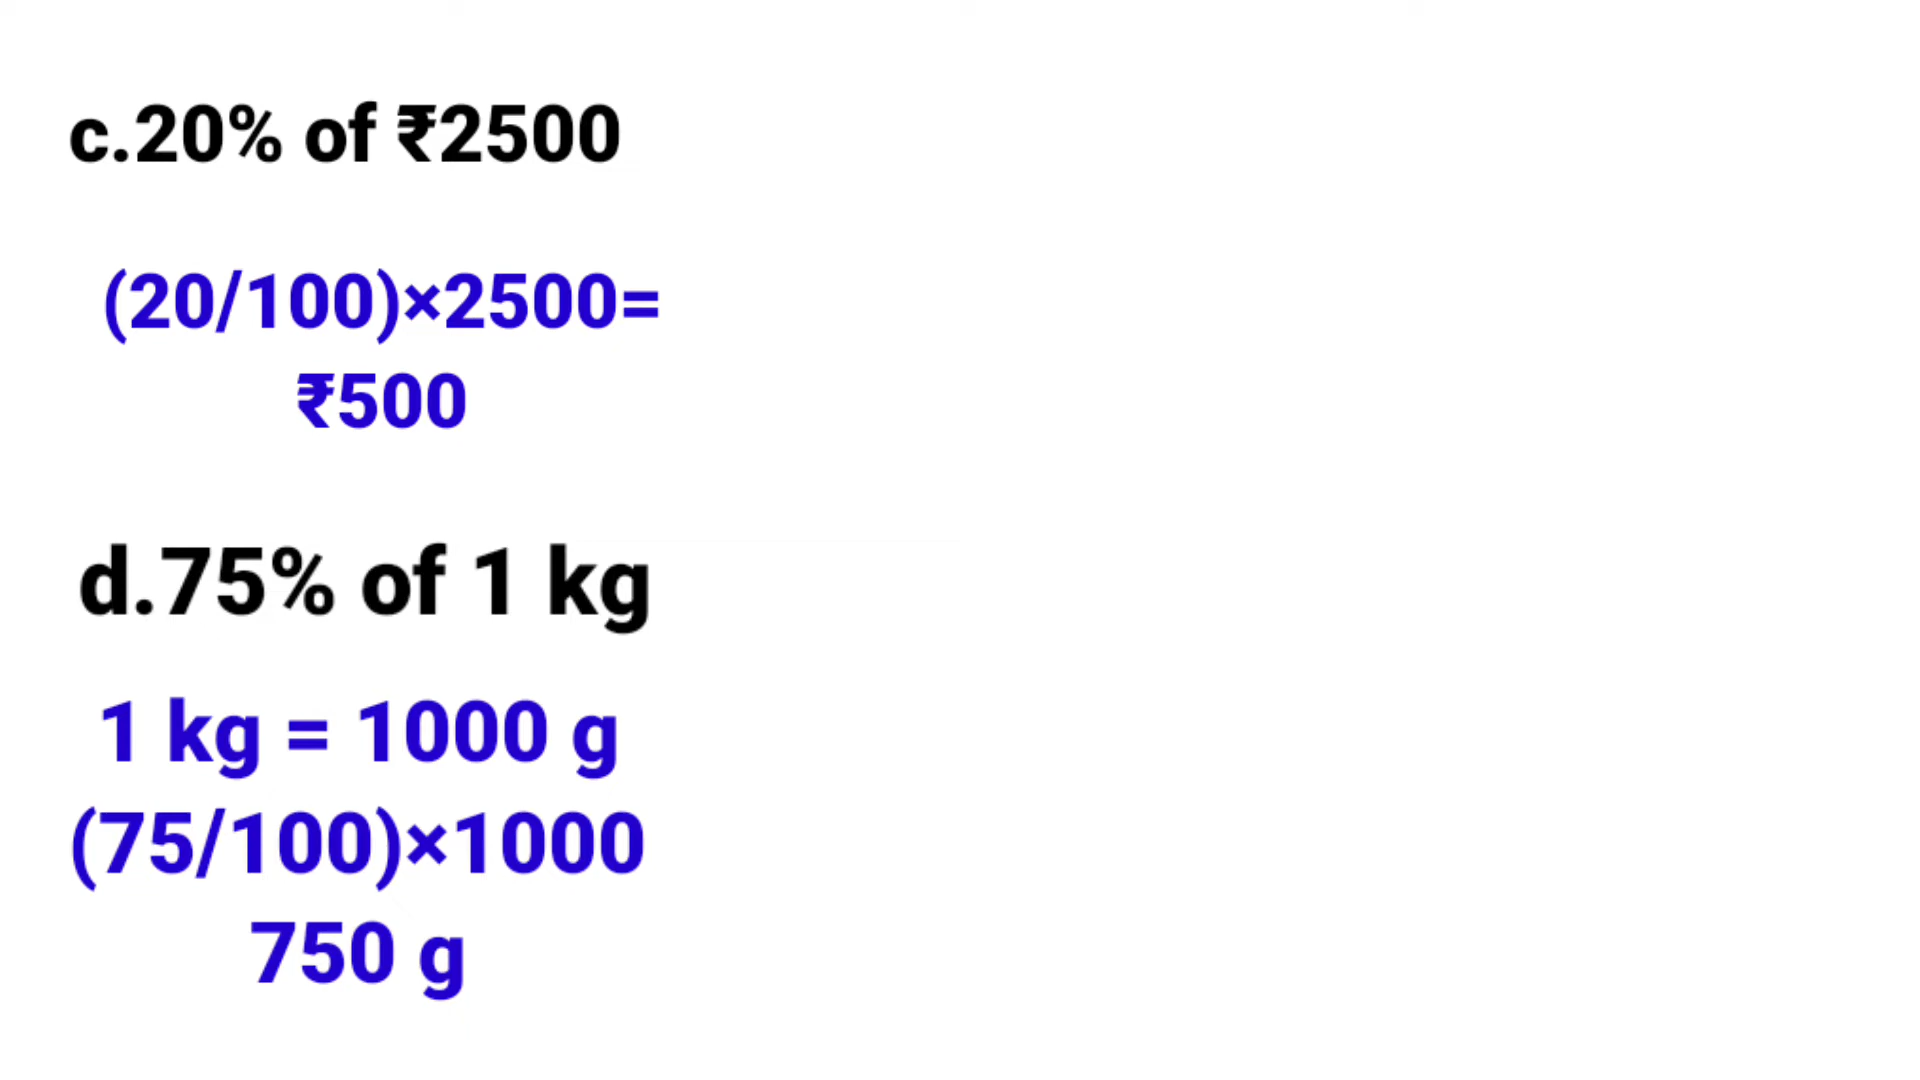 c.20% of ₹2500
(20/100)×2500=
₹500
d.75% of 1 kg
1 kg = 1000 g
(75/100)×1000
750 g